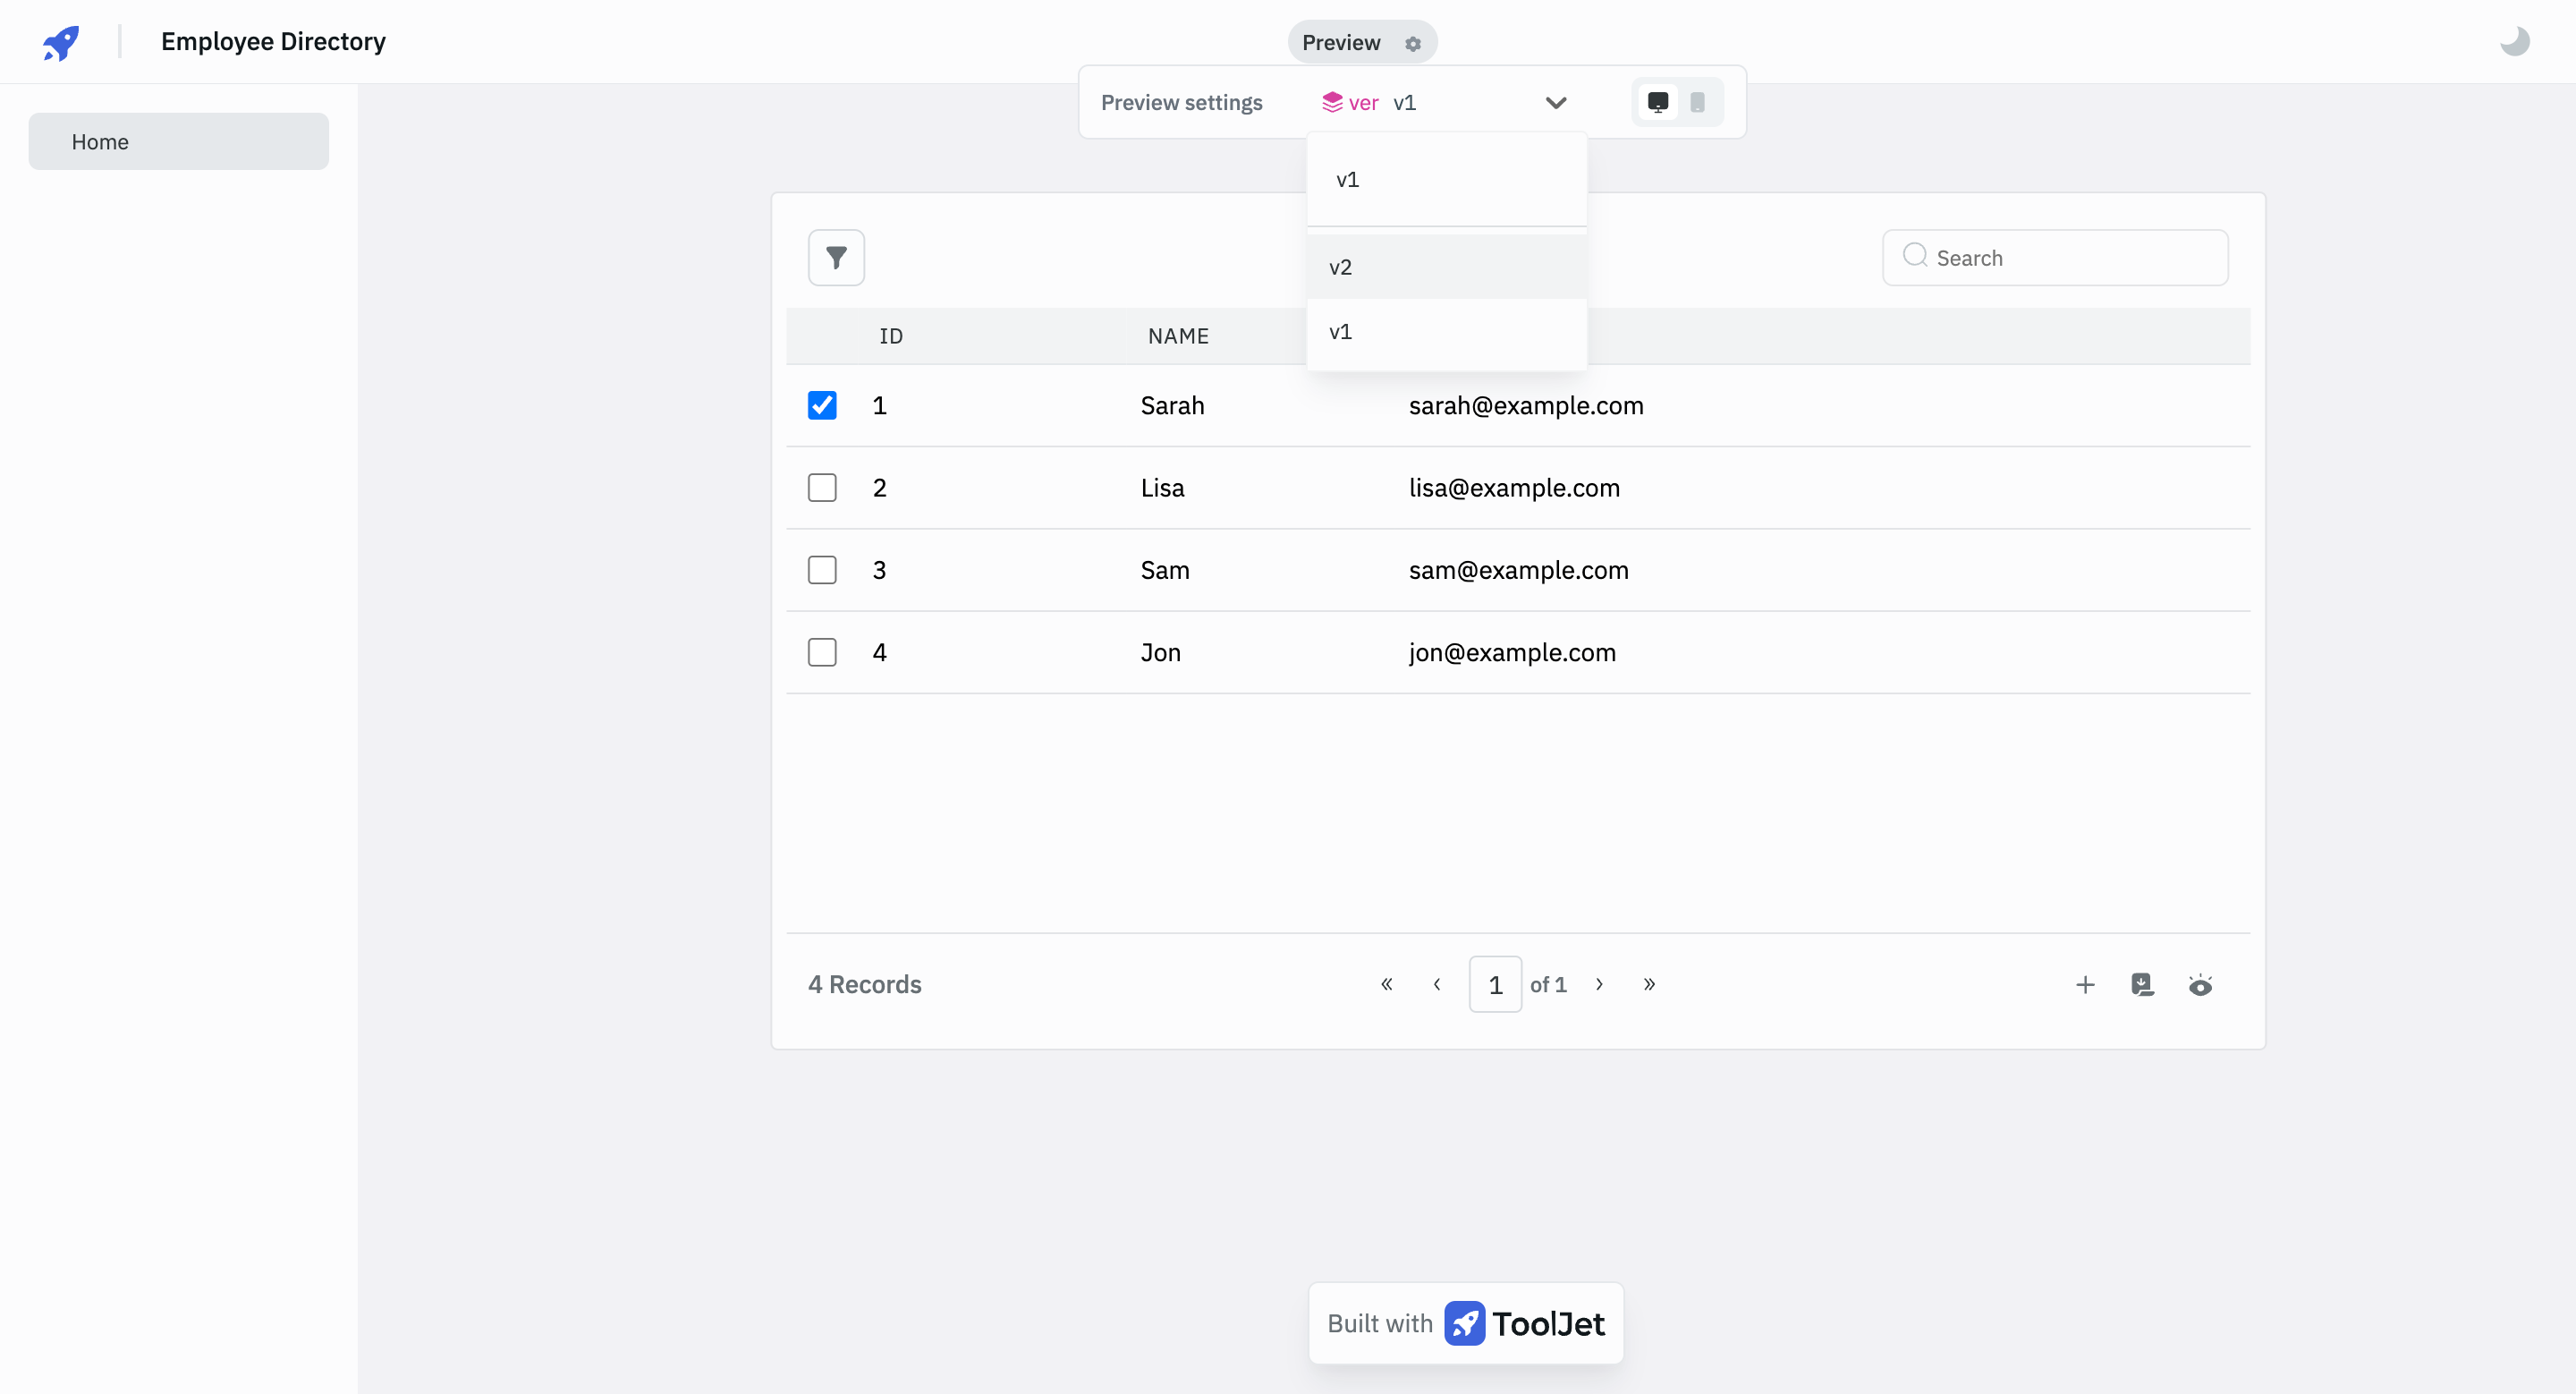 Employee Directory
Preview
Preview settings ver v1
Home
v1
v2
v1
Search
ID NAME
1 Sarah sarah@example.com
2 Lisa lisa@example.com
3 Sam sam@example.com
4 Jon jon@example.com
4 Records « ‹ 1 of 1 › »
Built with ToolJet